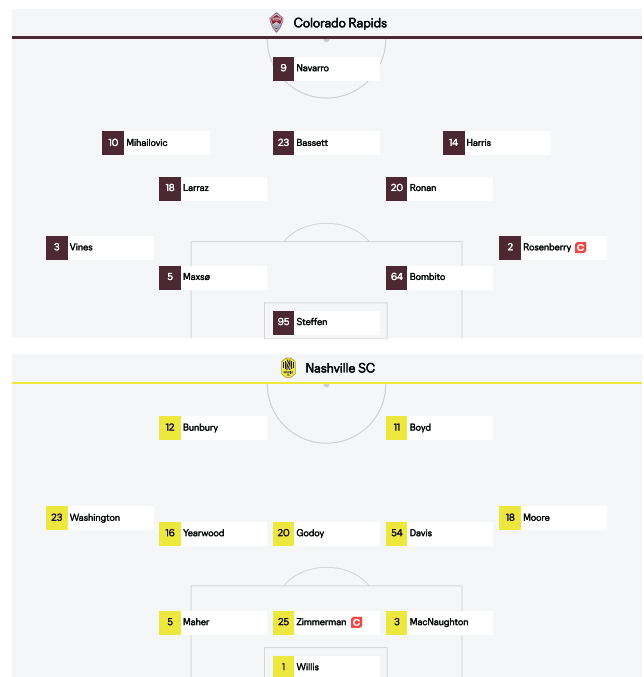 Colorado Rapids
9 Navarro
10 Mihailovic
23 Bassett
14 Harris
18 Larraz
20 Ronan
3 Vines
2 Rosenberry C
5 Maxsø
64 Bombito
95 Steffen
Nashville SC
12 Bunbury
11 Boyd
23 Washington
18 Moore
16 Yearwood
20 Godoy
54 Davis
5 Maher
25 Zimmerman C
3 MacNaughton
1 Willis